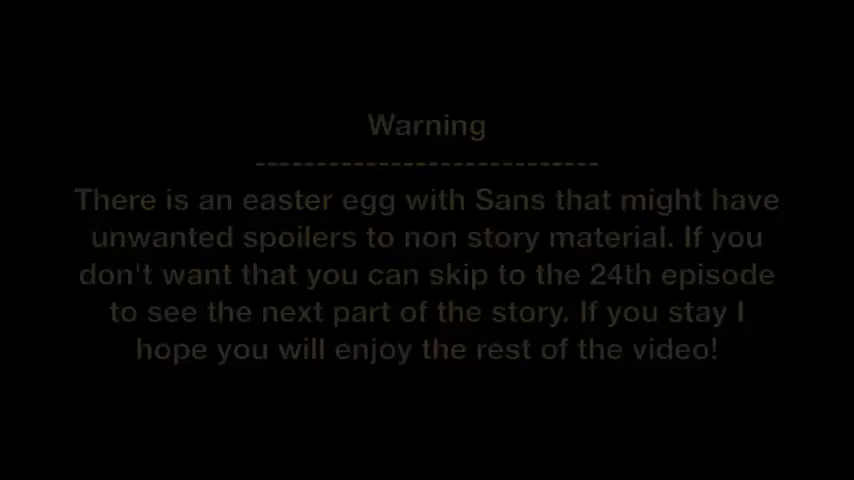 Warning
----------------------------
There is an easter egg with Sans that might have
unwanted spoilers to non story material. If you
don't want that you can skip to the 24th episode
to see the next part of the story. If you stay I
hope you will enjoy the rest of the video!